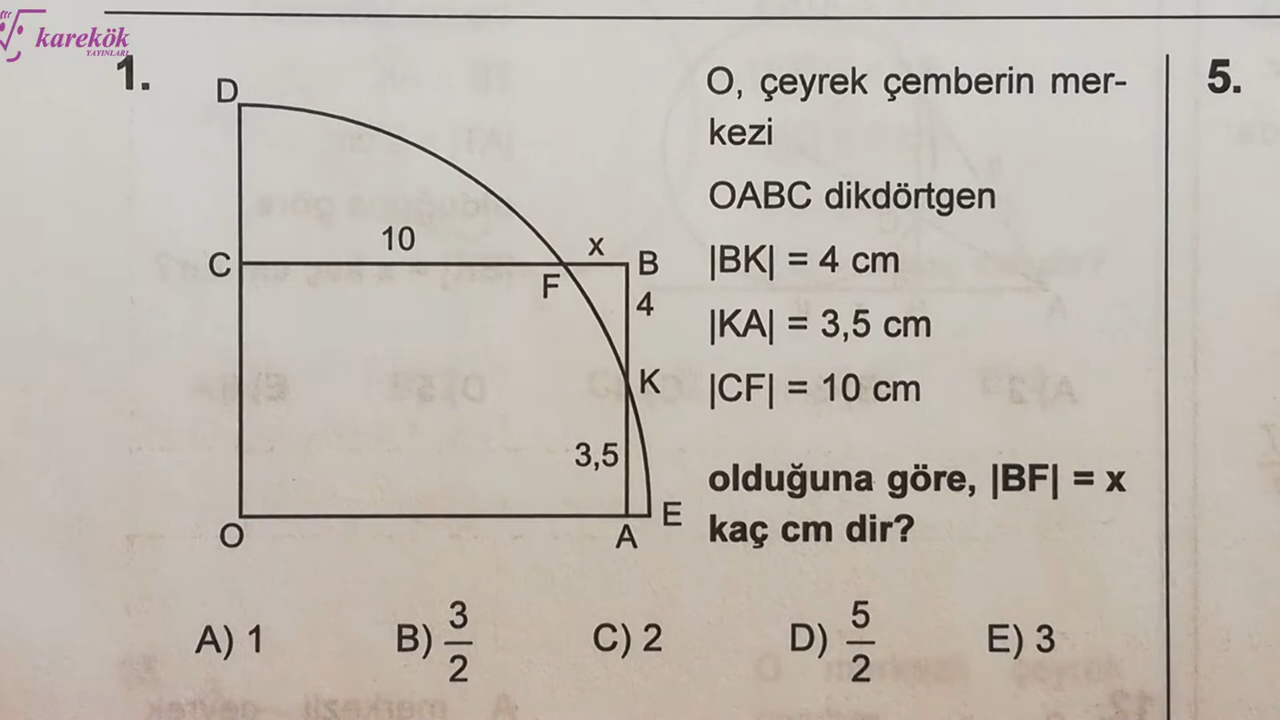 karekök
YAYINLARI
1.
D
10
x
C
B
F
4
K
3,5
E
O
A
O, çeyrek çemberin mer-
kezi
OABC dikdörtgen
|BK| = 4 cm
|KA| = 3,5 cm
|CF| = 10 cm
olduğuna göre, |BF| = x
kaç cm dir?
A) 1 B) 3/2 C) 2 D) 5/2 E) 3
5.